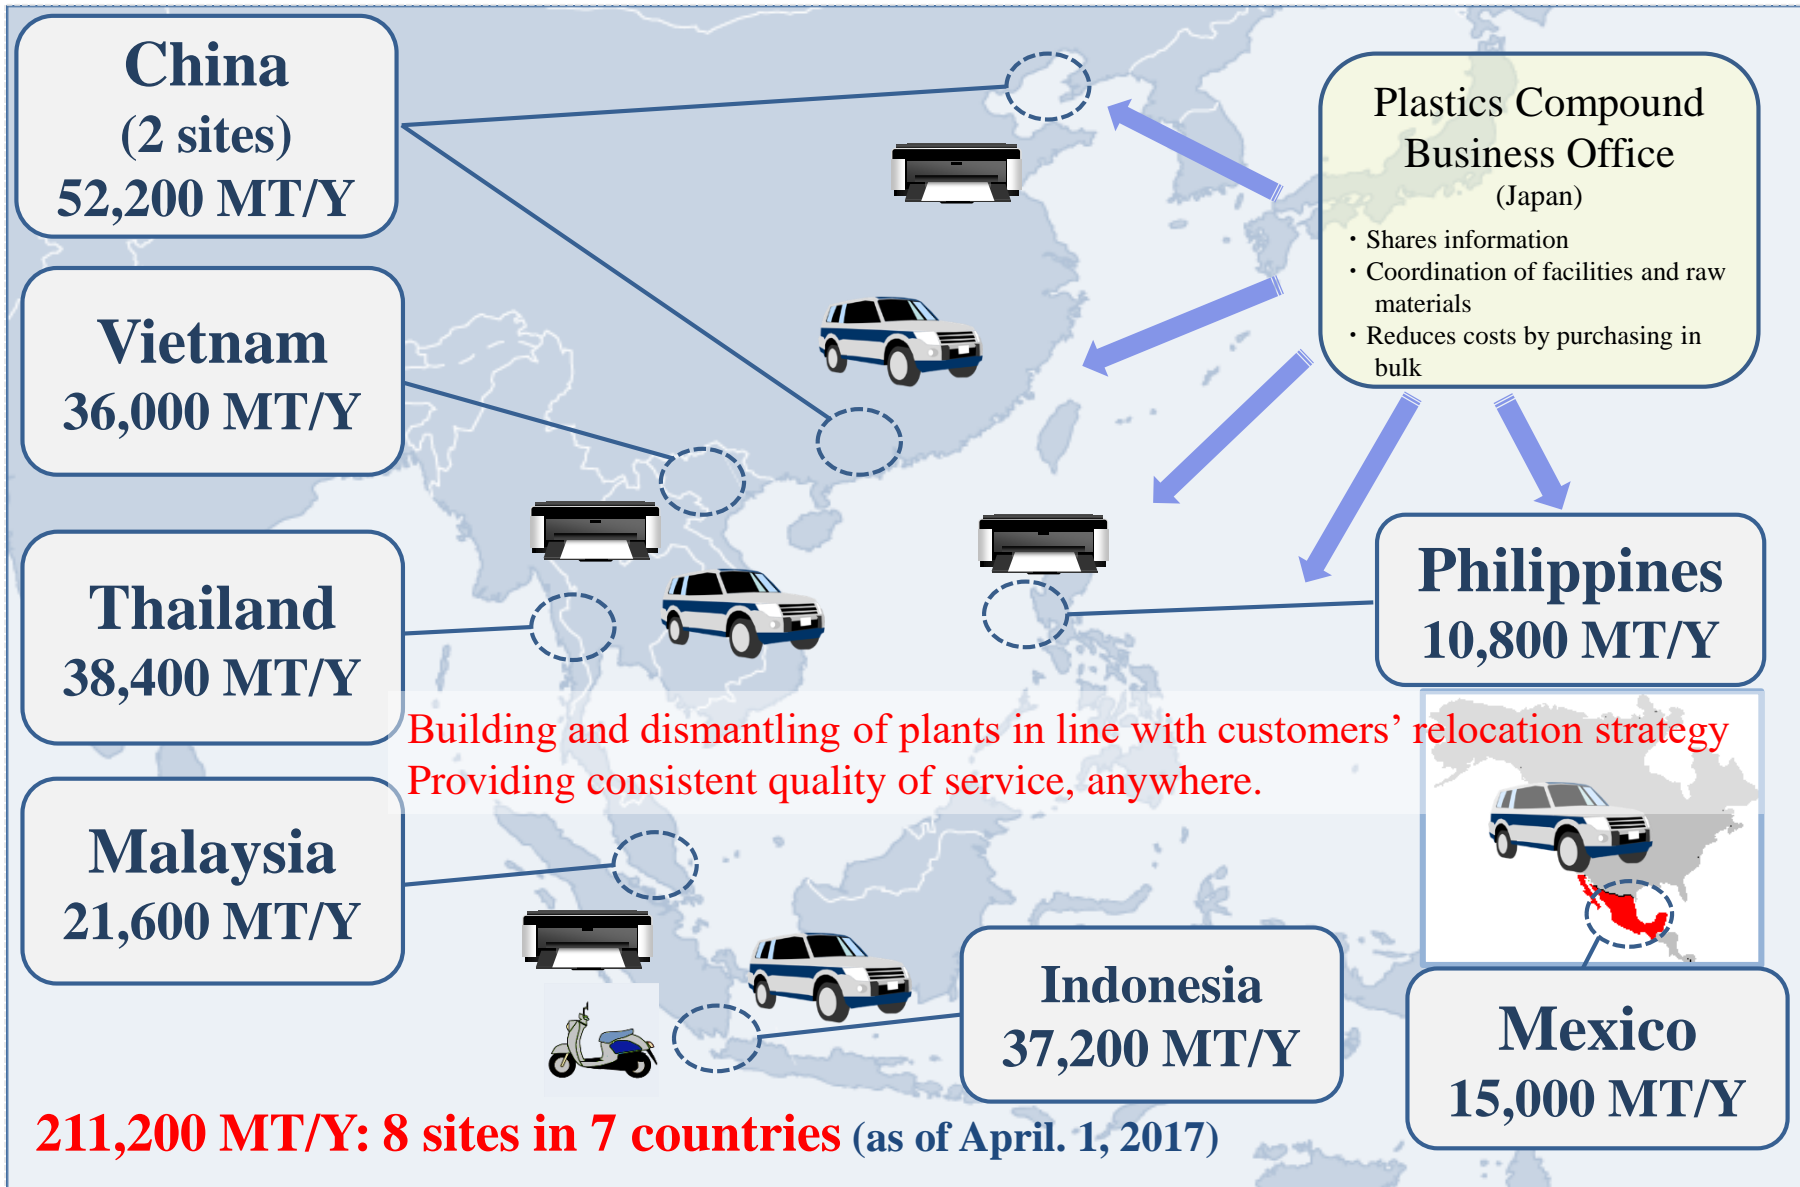 China
(2 sites)
52,200 MT/Y
Vietnam
36,000 MT/Y
Thailand
38,400 MT/Y
Malaysia
21,600 MT/Y
Plastics Compound
Business Office
(Japan)
・Shares information
・Coordination of facilities and raw
materials
・Reduces costs by purchasing in
bulk
Philippines
10,800 MT/Y
Building and dismantling of plants in line with customers’ relocation strategy
Providing consistent quality of service, anywhere.
Indonesia
37,200 MT/Y
Mexico
15,000 MT/Y
211,200 MT/Y: 8 sites in 7 countries (as of April. 1, 2017)